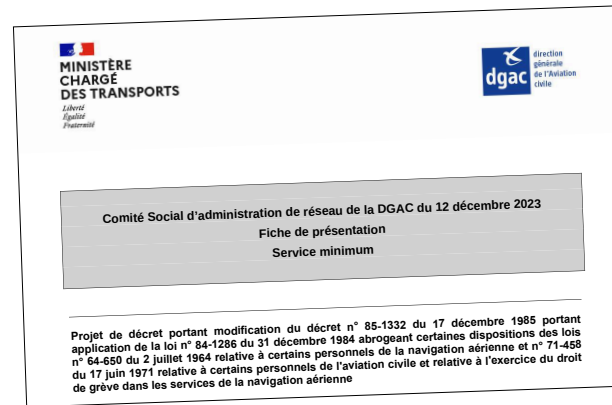 MINISTÈRE
CHARGÉ
DES TRANSPORTS
Liberté
Égalité
Fraternité
dgac
direction
générale
de l'Aviation
civile
Comité Social d'administration de réseau de la DGAC du 12 décembre 2023
Fiche de présentation
Service minimum
Projet de décret portant modification du décret n° 85-1332 du 17 décembre 1985 portant
application de la loi n° 84-1286 du 31 décembre 1984 abrogeant certaines dispositions des lois
n° 64-650 du 2 juillet 1964 relative à certains personnels de la navigation aérienne et n° 71-458
du 17 juin 1971 relative à certains personnels de l'aviation civile et relative à l'exercice du droit
de grève dans les services de la navigation aérienne